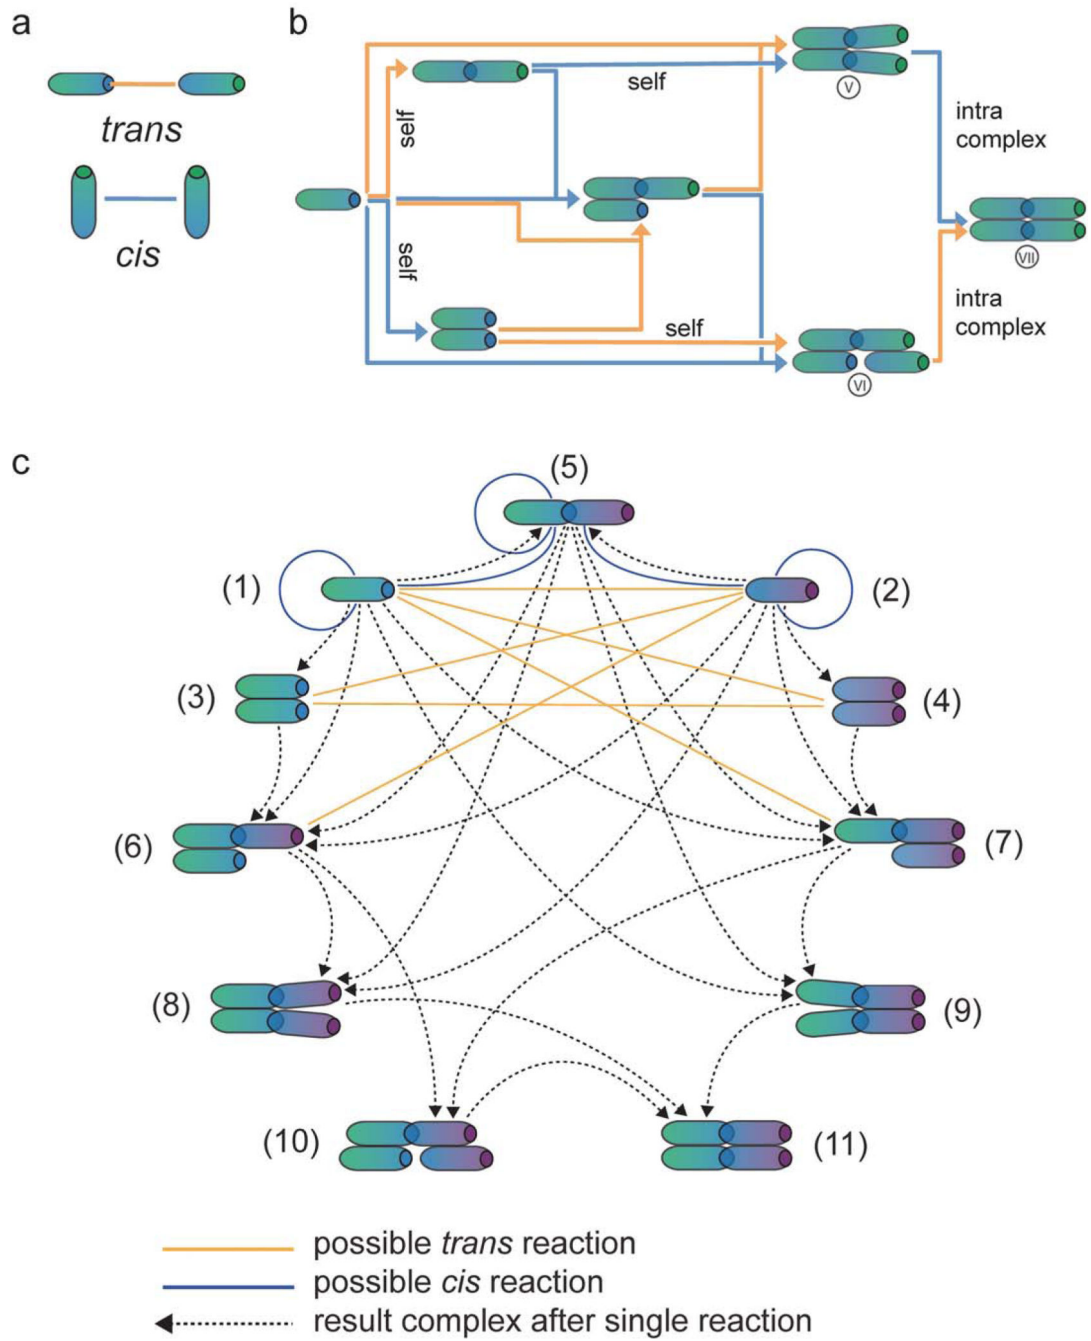 a
trans
cis
b
self
self
self
self
V
VI
VII
intra
complex
intra
complex
c
(5)
(1)
(2)
(3)
(4)
(6)
(7)
(8)
(9)
(10)
(11)
possible trans reaction
possible cis reaction
result complex after single reaction